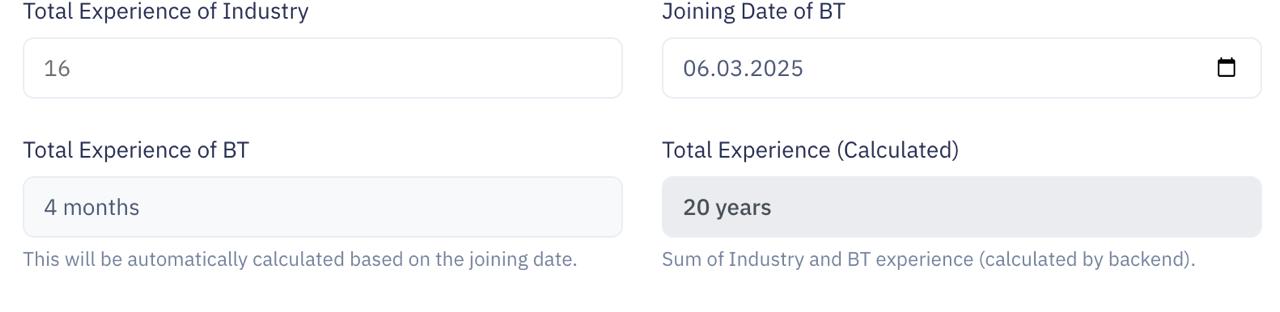 Total Experience of Industry
Joining Date of BT
16
06.03.2025
Total Experience of BT
Total Experience (Calculated)
4 months
20 years
This will be automatically calculated based on the joining date.
Sum of Industry and BT experience (calculated by backend).